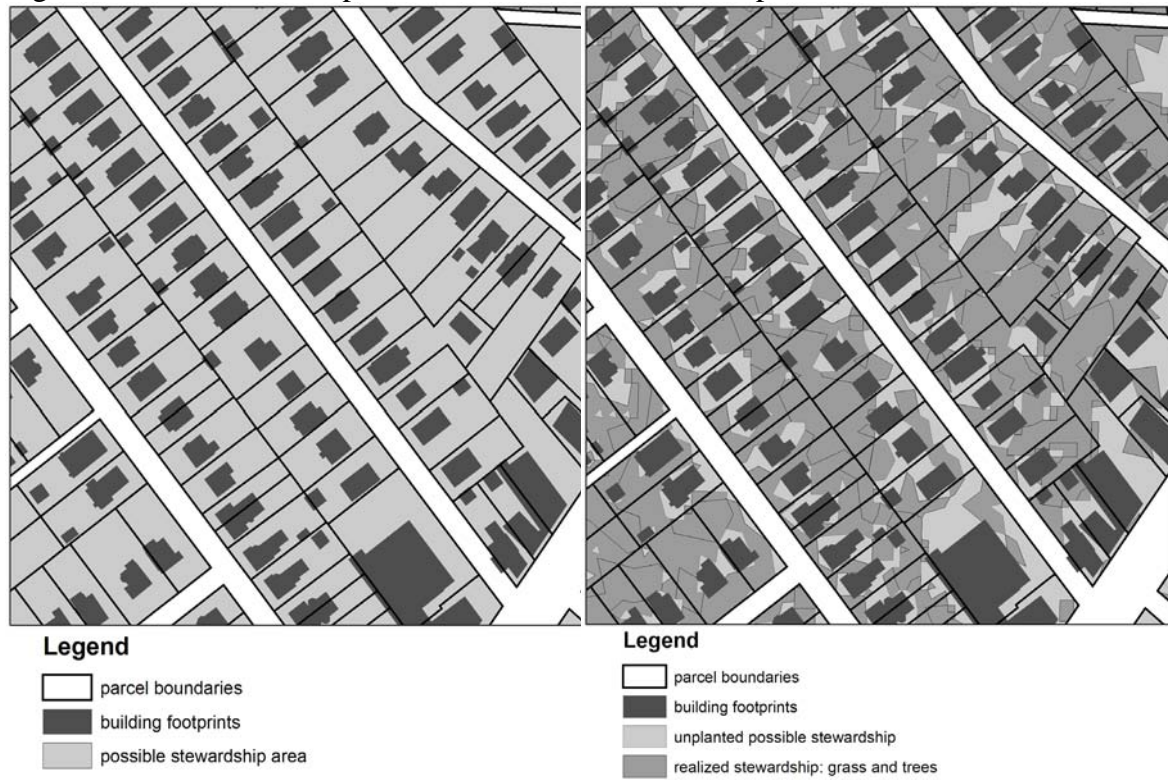 Legend
parcel boundaries
building footprints
possible stewardship area
Legend
parcel boundaries
building footprints
unplanted possible stewardship
realized stewardship: grass and trees